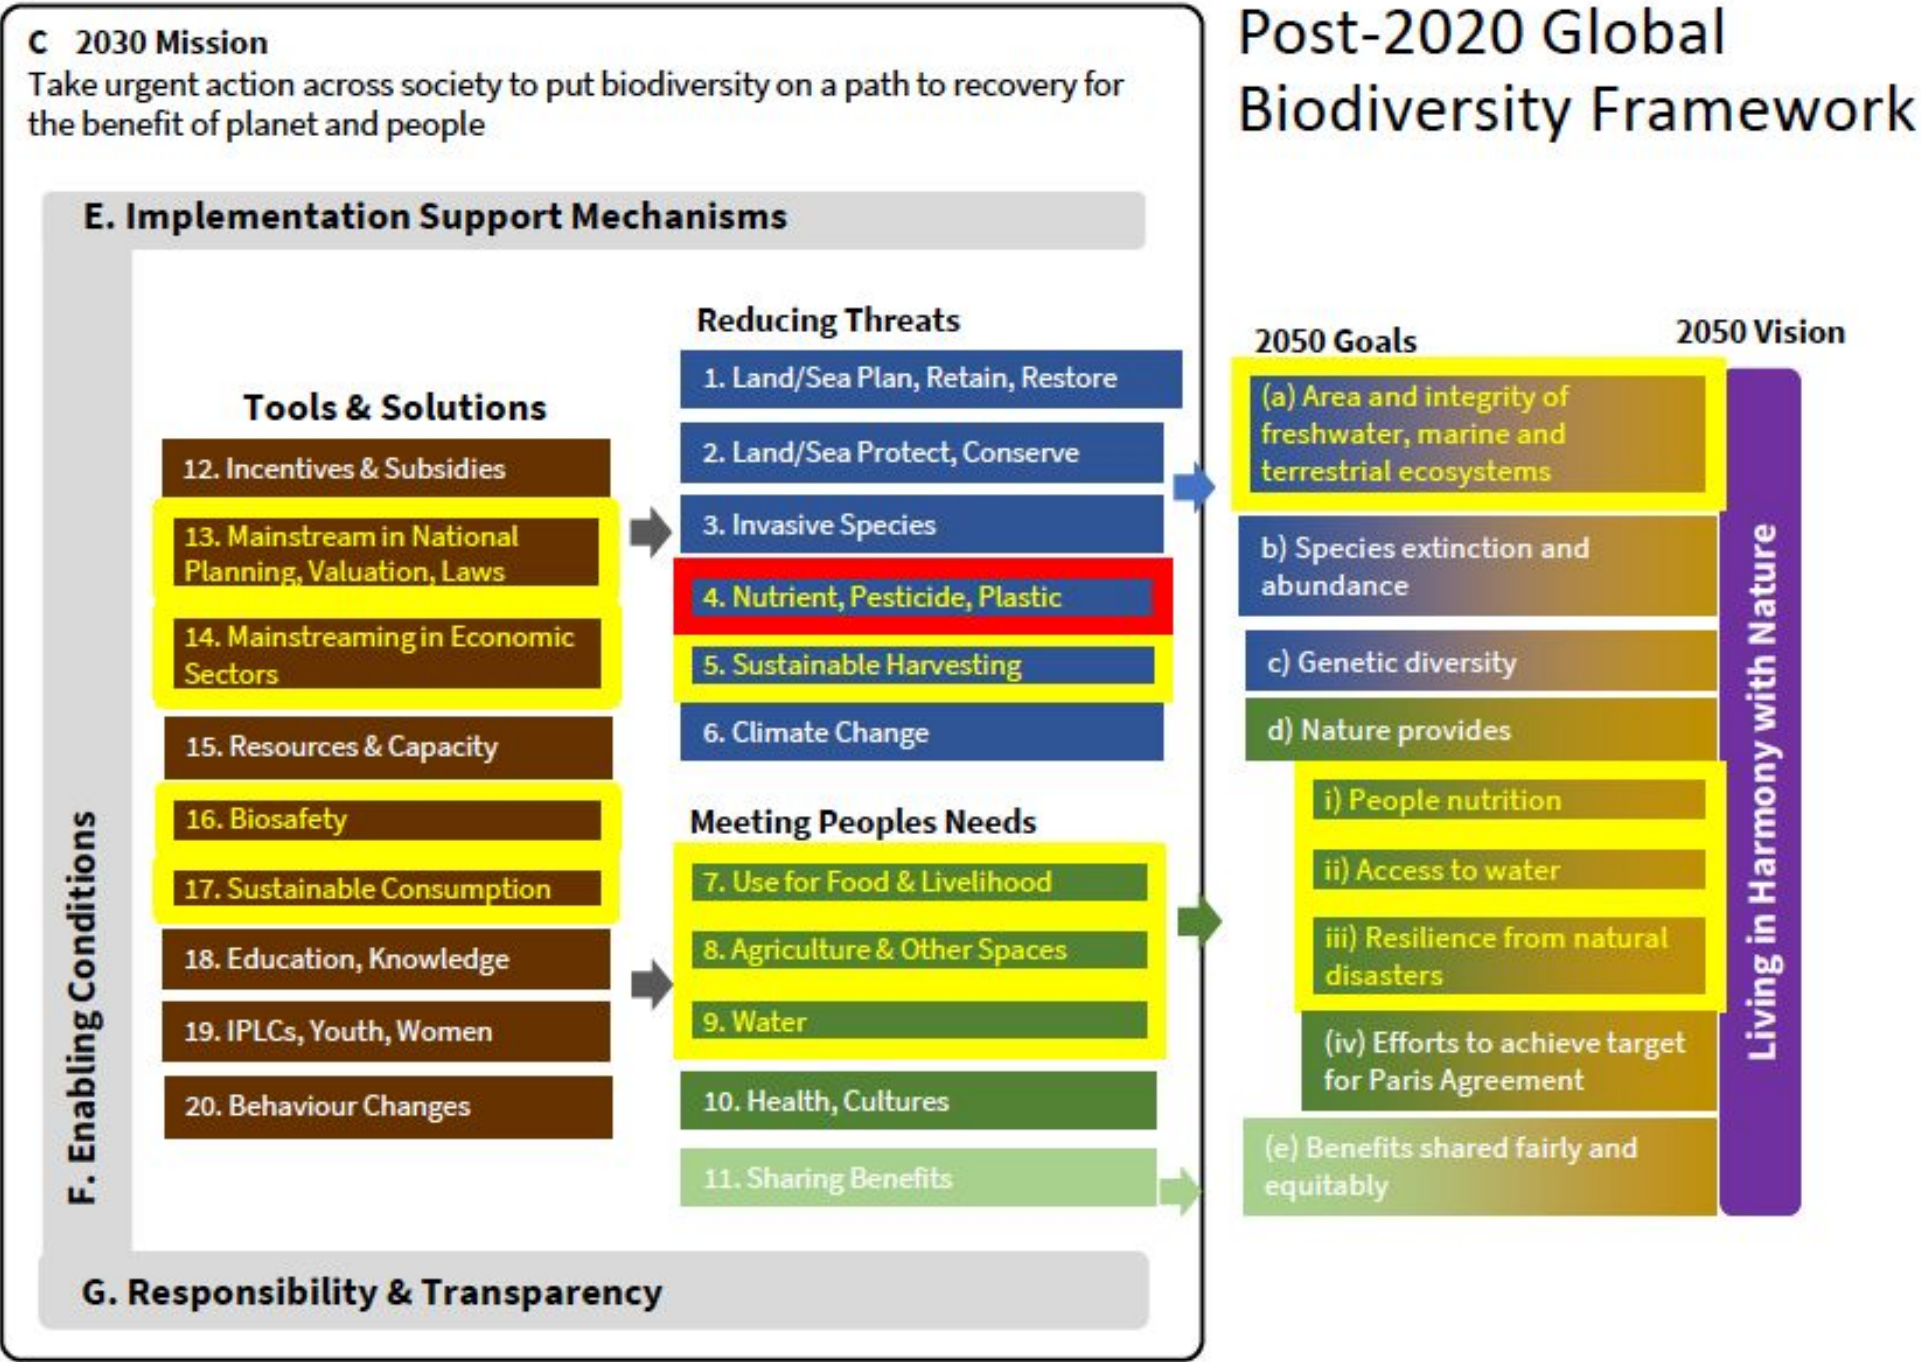 Post-2020 Global
Biodiversity Framework
C 2030 Mission
Take urgent action across society to put biodiversity on a path to recovery for
the benefit of planet and people
E. Implementation Support Mechanisms
F. Enabling Conditions
Tools & Solutions
12. Incentives & Subsidies
13. Mainstream in National
Planning, Valuation, Laws
14. Mainstreaming in Economic
Sectors
15. Resources & Capacity
16. Biosafety
17. Sustainable Consumption
18. Education, Knowledge
19. IPLCs, Youth, Women
20. Behaviour Changes
Reducing Threats
1. Land/Sea Plan, Retain, Restore
2. Land/Sea Protect, Conserve
3. Invasive Species
4. Nutrient, Pesticide, Plastic
5. Sustainable Harvesting
6. Climate Change
Meeting Peoples Needs
7. Use for Food & Livelihood
8. Agriculture & Other Spaces
9. Water
10. Health, Cultures
11. Sharing Benefits
2050 Goals
(a) Area and integrity of
freshwater, marine and
terrestrial ecosystems
b) Species extinction and
abundance
c) Genetic diversity
d) Nature provides
i) People nutrition
ii) Access to water
iii) Resilience from natural
disasters
(iv) Efforts to achieve target
for Paris Agreement
(e) Benefits shared fairly and
equitably
2050 Vision
Living in Harmony with Nature
G. Responsibility & Transparency